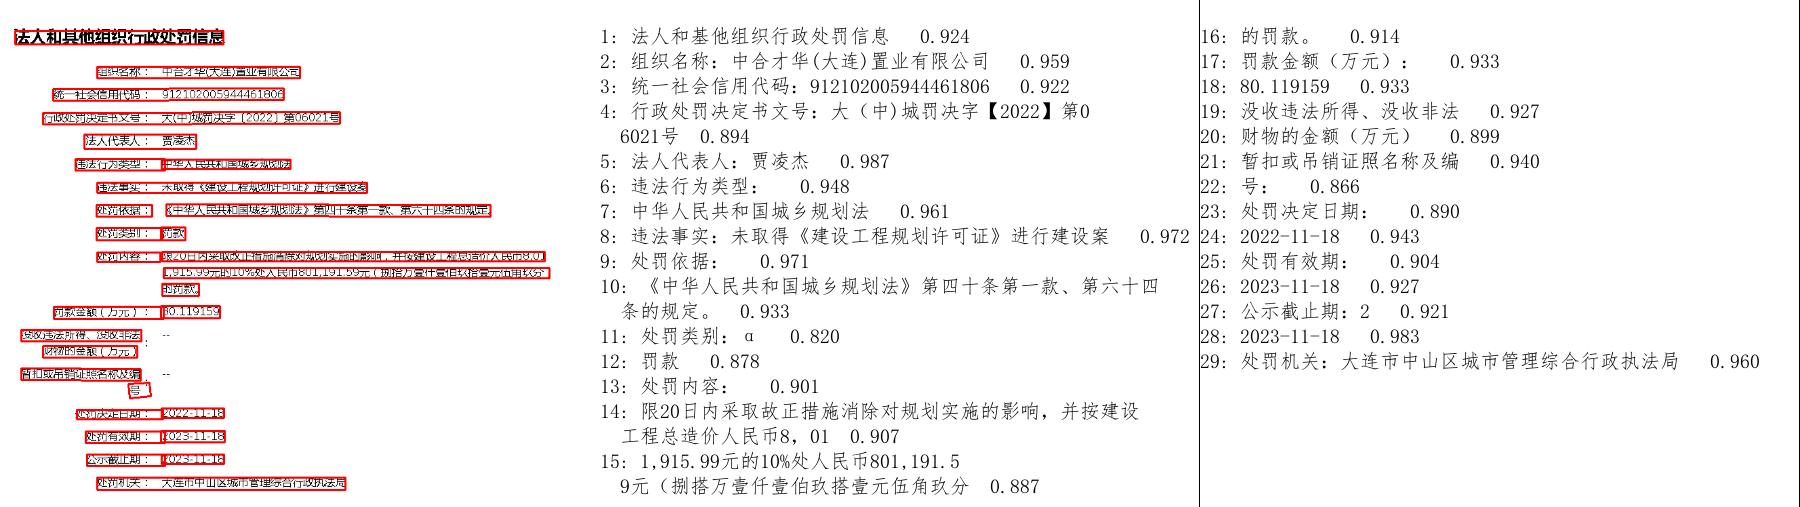 法人和其他组织行政处罚信息
组织名称： 中合才华(大连)置业有限公司
统一社会信用代码： 912102005944461806
行政处罚决定书文号： 大(中)城罚决字〔2022〕第06021号
法人代表人： 贾凌杰
违法行为类型： 中华人民共和国城乡规划法
违法事实： 未取得《建设工程规划许可证》进行建设案
处罚依据： 《中华人民共和国城乡规划法》第四十条第一款、第六十四条的规定。
处罚类别： 罚款
处罚内容： 限20日内采取改正措施消除对规划实施的影响，并按建设工程总造价人民币8,01
1,915.99元的10%处人民币801,191.59元（捌拾万壹仟壹佰玖拾壹元伍角玖分
的罚款。
罚款金额（万元）： 80.119159
没收违法所得、没收非法
财物的金额（万元） ： --
暂扣或吊销证照名称及编
号： --
处罚决定日期： 2022-11-18
处罚有效期： 2023-11-18
公示截止期： 2023-11-18
处罚机关： 大连市中山区城市管理综合行政执法局
1: 法人和基他组织行政处罚信息 0.924
2: 组织名称：中合才华(大连)置业有限公司 0.959
3: 统一社会信用代码：912102005944461806 0.922
4: 行政处罚决定书文号：大（中)城罚决字【2022】第0
6021号 0.894
5: 法人代表人：贾凌杰 0.987
6: 违法行为类型： 0.948
7: 中华人民共和国城乡规划法 0.961
8: 违法事实：未取得《建设工程规划许可证》进行建设案 0.972
9: 处罚依据： 0.971
10: 《中华人民共和国城乡规划法》第四十条第一款、第六十四
条的规定。 0.933
11: 处罚类别：α 0.820
12: 罚款 0.878
13: 处罚内容： 0.901
14: 限20日内采取故正措施消除对规划实施的影响，并按建设
工程总造价人民币8，01 0.907
15: 1,915.99元的10%处人民币801,191.5
9元（捌搭万壹仟壹伯玖搭壹元伍角玖分 0.887
16: 的罚款。 0.914
17: 罚款金额（万元）： 0.933
18: 80.119159 0.933
19: 没收违法所得、没收非法 0.927
20: 财物的金额（万元） 0.899
21: 暂扣或吊销证照名称及编 0.940
22: 号： 0.866
23: 处罚决定日期： 0.890
24: 2022-11-18 0.943
25: 处罚有效期： 0.904
26: 2023-11-18 0.927
27: 公示截止期：2 0.921
28: 2023-11-18 0.983
29: 处罚机关：大连市中山区城市管理综合行政执法局 0.960